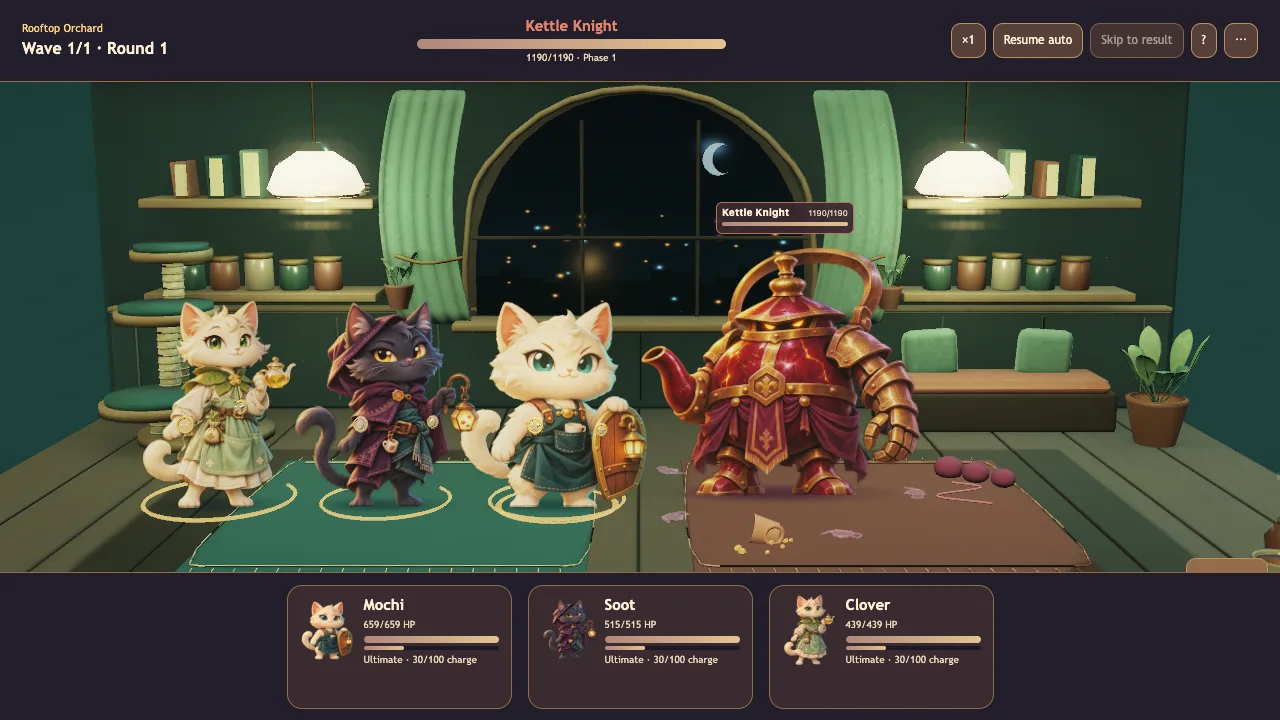 Rooftop Orchard
Wave 1/1 · Round 1
Kettle Knight
1190/1190 · Phase 1
×1
Resume auto
Skip to result
?
···
Kettle Knight
1190/1190
Mochi
659/659 HP
Ultimate · 30/100 charge
Soot
515/515 HP
Ultimate · 30/100 charge
Clover
439/439 HP
Ultimate · 30/100 charge